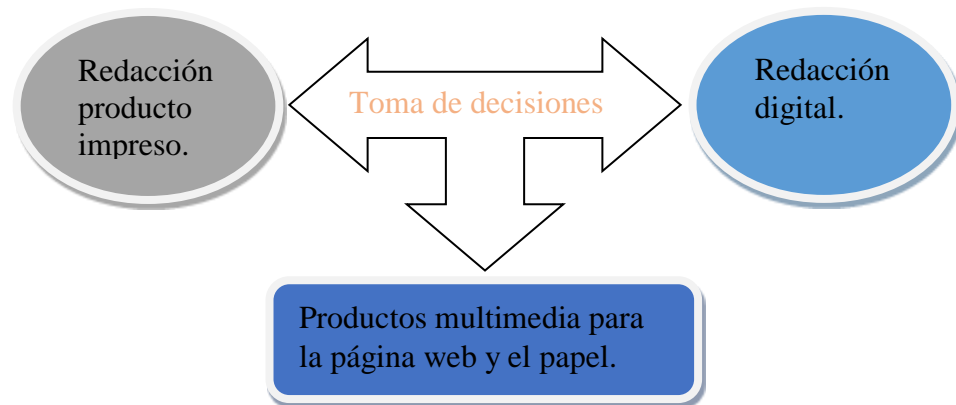 Redacción
producto
impreso.
Toma de decisiones
Redacción
digital.
Productos multimedia para
la página web y el papel.